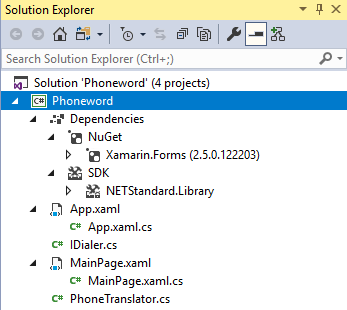 Solution Explorer
Search Solution Explorer (Ctrl+;)
Solution 'Phoneword' (4 projects)
C# Phoneword
Dependencies
NuGet
Xamarin.Forms (2.5.0.122203)
SDK
NETStandard.Library
App.xaml
C# App.xaml.cs
C# IDialer.cs
MainPage.xaml
C# MainPage.xaml.cs
C# PhoneTranslator.cs